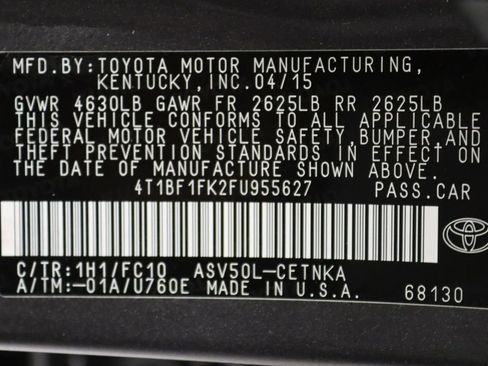 MFD.BY:TOYOTA MOTOR MANUFACTURING,
KENTUCKY,INC.04/15
GVWR 4630LB GAWR FR 2625LB RR 2625LB
THIS VEHICLE CONFORMS TO ALL APPLICABLE
FEDERAL MOTOR VEHICLE SAFETY,BUMPER,AND
THEFT PREVENTION STANDARDS IN EFFECT ON
THE DATE OF MANUFACTURE SHOWN ABOVE.
4T1BF1FK2FU955627 PASS.CAR
C/TR:1H1/FC10 ASV50L-CETNKA
A/TM:-01A/U760E MADE IN U.S.A. 68130